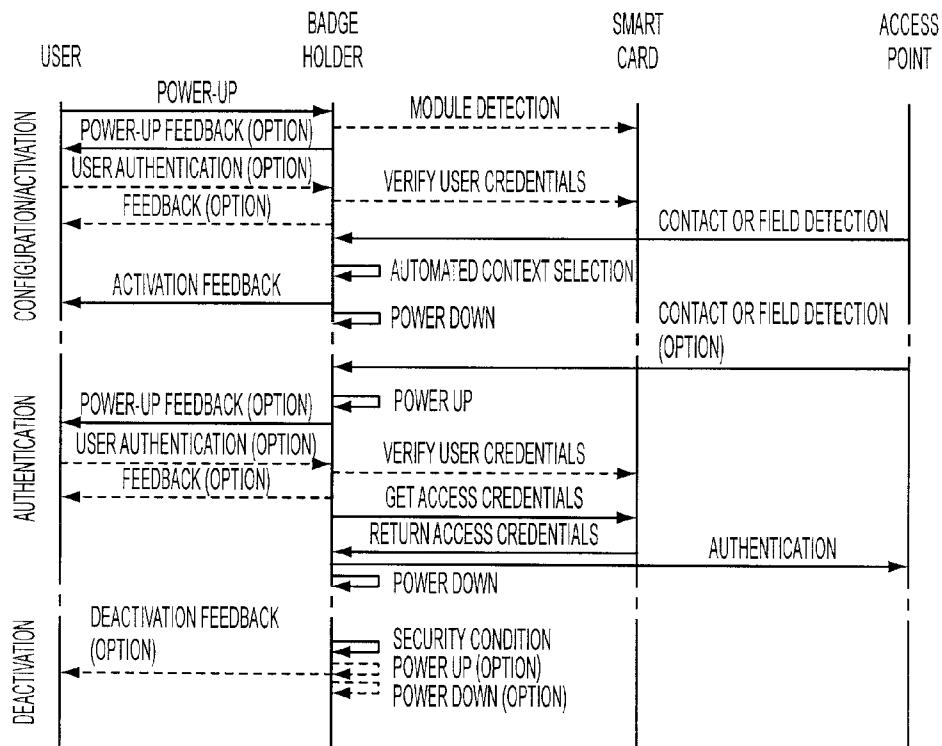 USER
BADGE
HOLDER
SMART
CARD
ACCESS
POINT
CONFIGURATION/ACTIVATION
POWER-UP
MODULE DETECTION
POWER-UP FEEDBACK (OPTION)
USER AUTHENTICATION (OPTION)
VERIFY USER CREDENTIALS
FEEDBACK (OPTION)
CONTACT OR FIELD DETECTION
AUTOMATED CONTEXT SELECTION
ACTIVATION FEEDBACK
POWER DOWN
CONTACT OR FIELD DETECTION
(OPTION)
AUTHENTICATION
POWER UP
POWER-UP FEEDBACK (OPTION)
USER AUTHENTICATION (OPTION)
VERIFY USER CREDENTIALS
FEEDBACK (OPTION)
GET ACCESS CREDENTIALS
RETURN ACCESS CREDENTIALS
AUTHENTICATION
POWER DOWN
DEACTIVATION
DEACTIVATION FEEDBACK
(OPTION)
SECURITY CONDITION
POWER UP (OPTION)
POWER DOWN (OPTION)